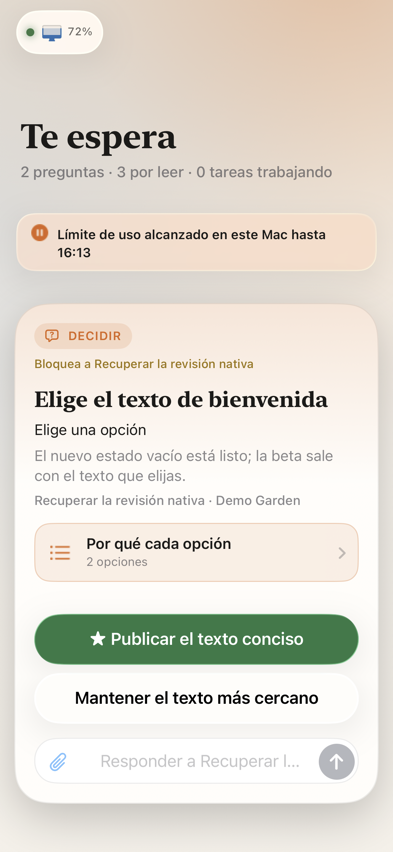 72%
Te espera
2 preguntas · 3 por leer · 0 tareas trabajando
Límite de uso alcanzado en este Mac hasta
16:13
DECIDIR
Bloquea a Recuperar la revisión nativa
Elige el texto de bienvenida
Elige una opción
El nuevo estado vacío está listo; la beta sale
con el texto que elijas.
Recuperar la revisión nativa · Demo Garden
Por qué cada opción
2 opciones
Publicar el texto conciso
Mantener el texto más cercano
Responder a Recuperar l...